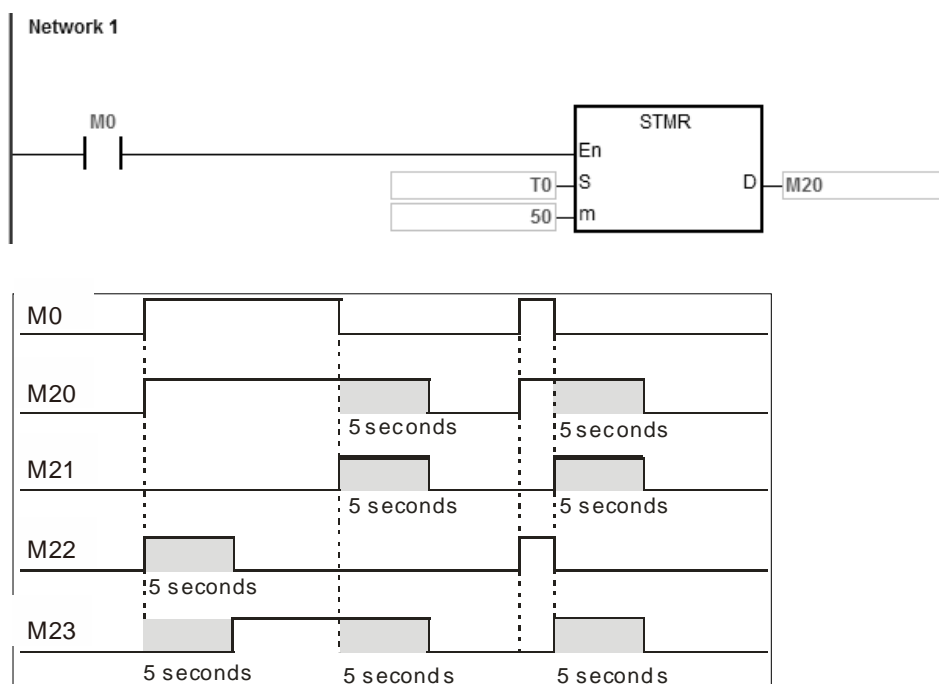 Network 1
M0
STMR
En
T0 S D M20
50 m
M0
M20
5 seconds 5 seconds
M21
5 seconds 5 seconds
M22
5 seconds
M23
5 seconds 5 seconds 5 seconds